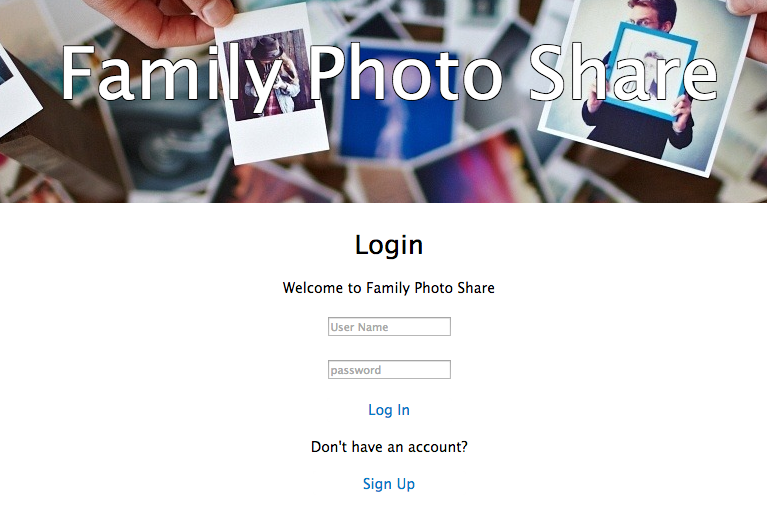 Family Photo Share
Login
Welcome to Family Photo Share
User Name
password
Log In
Don't have an account?
Sign Up